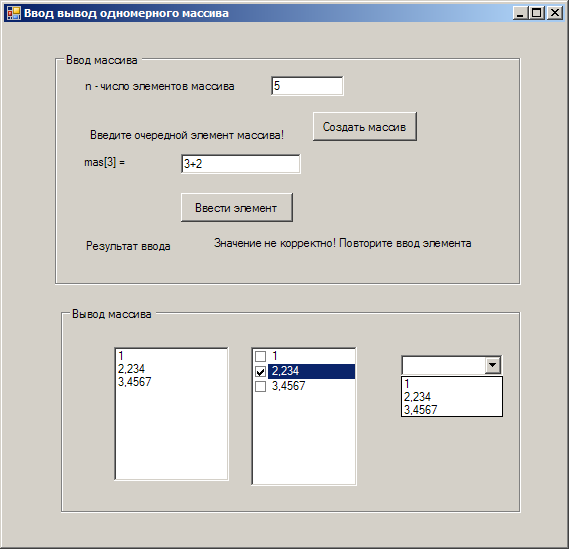 Ввод вывод одномерного массива
Ввод массива
n - число элементов массива
5
Создать массив
Введите очередной элемент массива!
mas[3] =
3+2
Ввести элемент
Результат ввода
Значение не корректно! Повторите ввод элемента
Вывод массива
1
2,234
3,4567
1
2,234
3,4567
1
2,234
3,4567